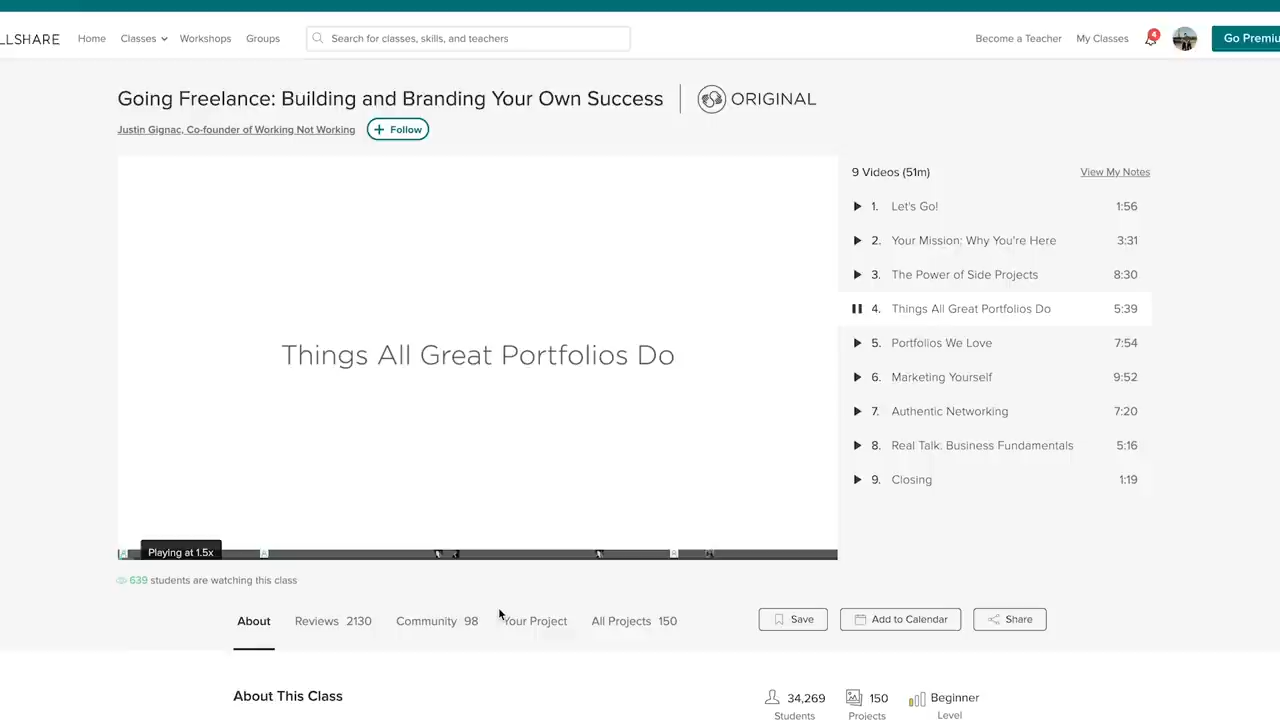 LLSHARE Home Classes Workshops Groups Search for classes, skills, and teachers Become a Teacher My Classes 4 Go Premiu
Going Freelance: Building and Branding Your Own Success ORIGINAL
Justin Gignac, Co-founder of Working Not Working + Follow
9 Videos (51m) View My Notes
1. Let's Go! 1:56
2. Your Mission: Why You're Here 3:31
3. The Power of Side Projects 8:30
4. Things All Great Portfolios Do 5:39
5. Portfolios We Love 7:54
6. Marketing Yourself 9:52
7. Authentic Networking 7:20
8. Real Talk: Business Fundamentals 5:16
9. Closing 1:19
Things All Great Portfolios Do
Playing at 1.5x
639 students are watching this class
About Reviews 2130 Community 98 Your Project All Projects 150 Save Add to Calendar Share
About This Class
34,269 150 Beginner
Students Projects Level